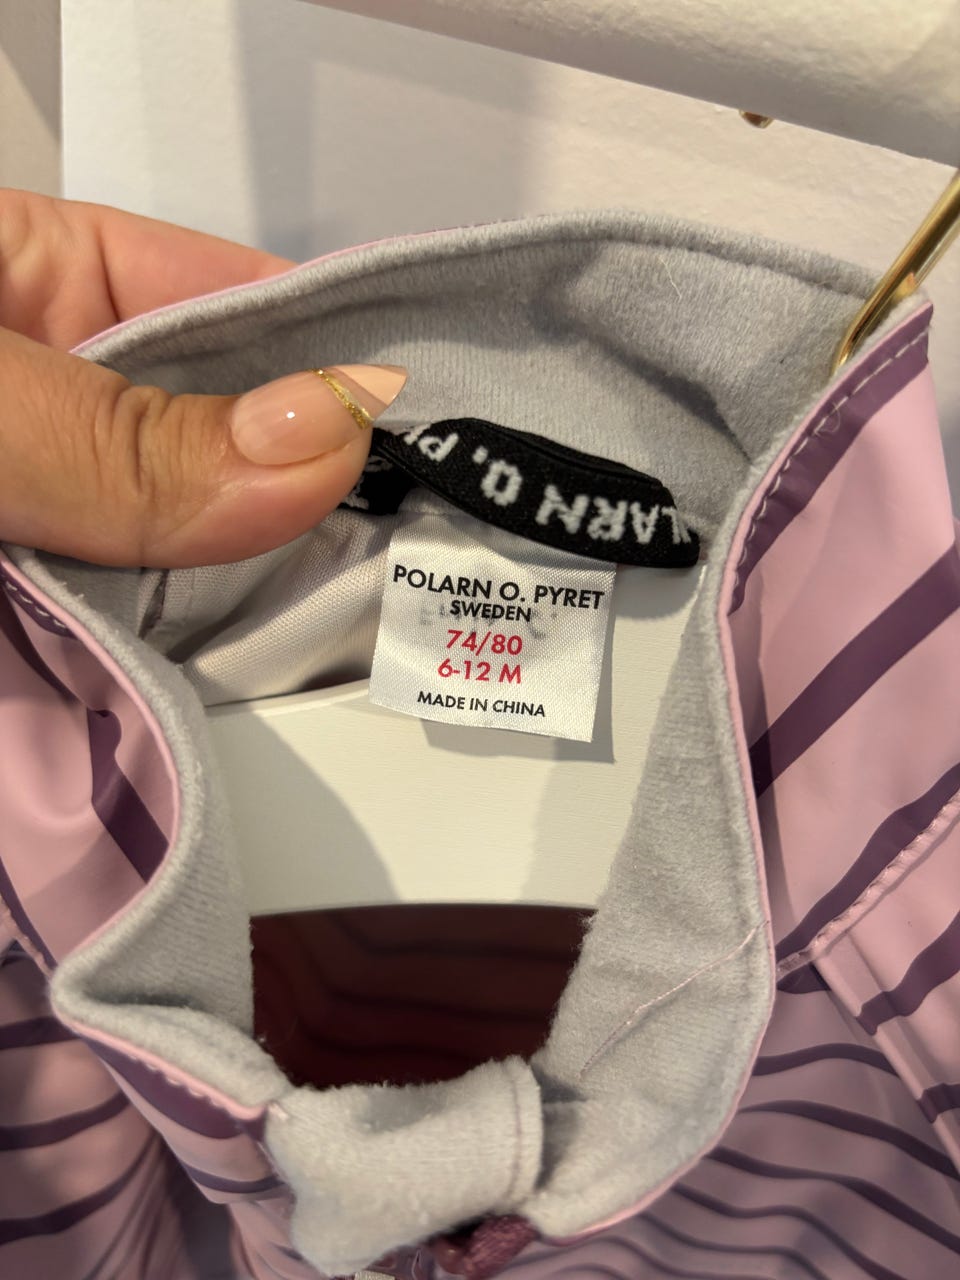 LARN O. P
POLARN O. PYRET
SWEDEN
74/80
6-12 M
MADE IN CHINA